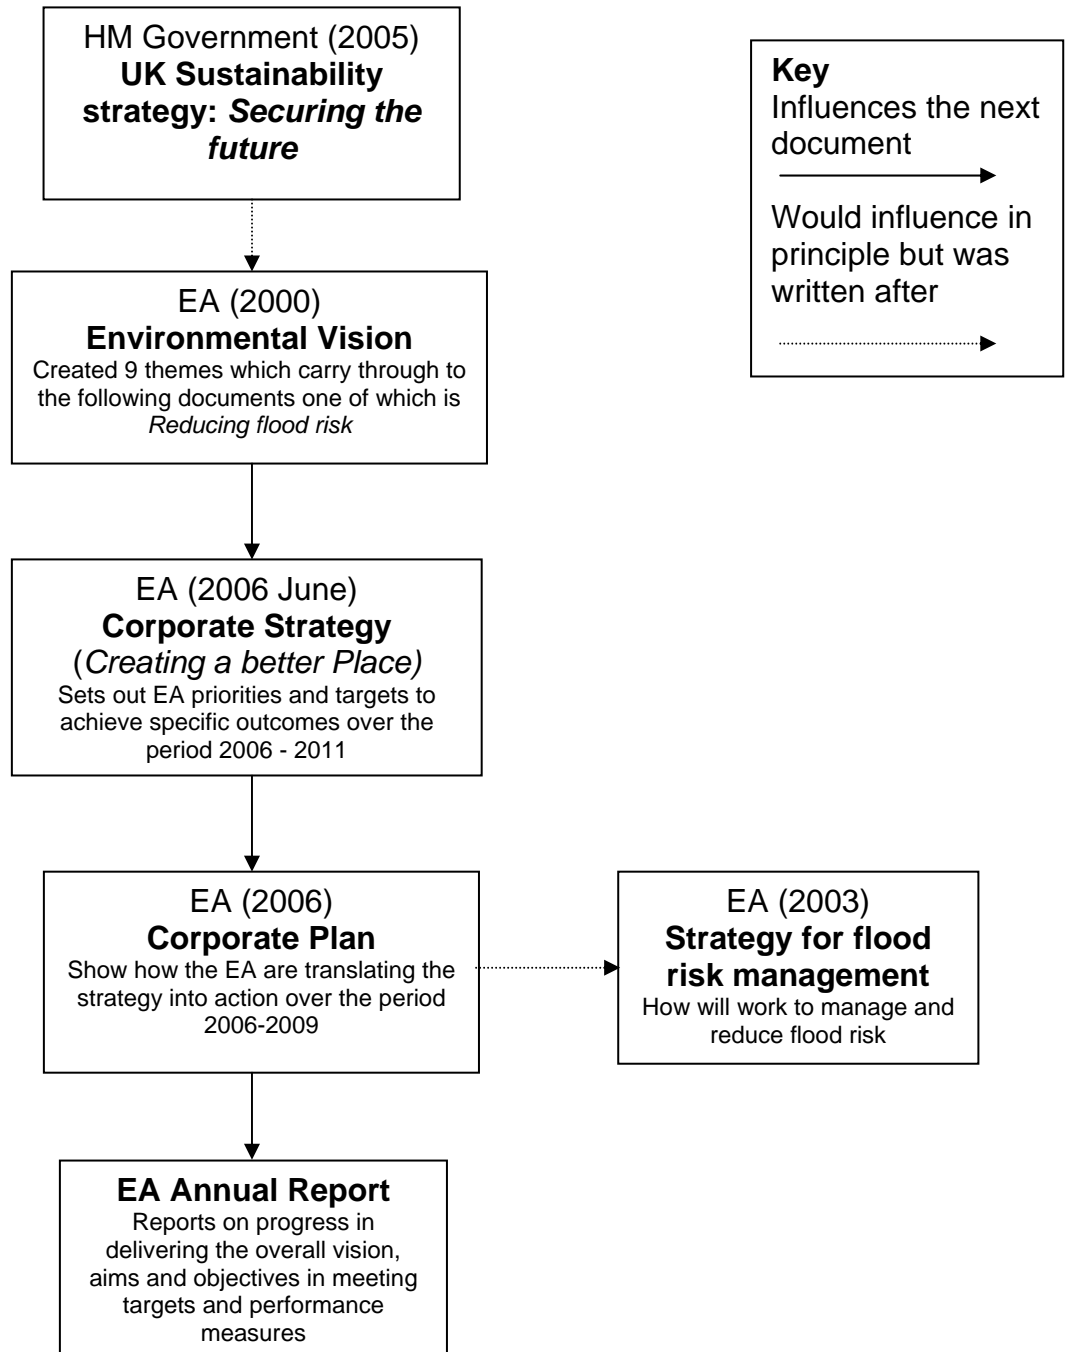 HM Government (2005)
UK Sustainability
strategy: Securing the
future
Key
Influences the next
document
Would influence in
principle but was
written after
EA (2000)
Environmental Vision
Created 9 themes which carry through to
the following documents one of which is
Reducing flood risk
EA (2006 June)
Corporate Strategy
(Creating a better Place)
Sets out EA priorities and targets to
achieve specific outcomes over the
period 2006 - 2011
EA (2006)
Corporate Plan
Show how the EA are translating the
strategy into action over the period
2006-2009
EA (2003)
Strategy for flood
risk management
How will work to manage and
reduce flood risk
EA Annual Report
Reports on progress in
delivering the overall vision,
aims and objectives in meeting
targets and performance
measures